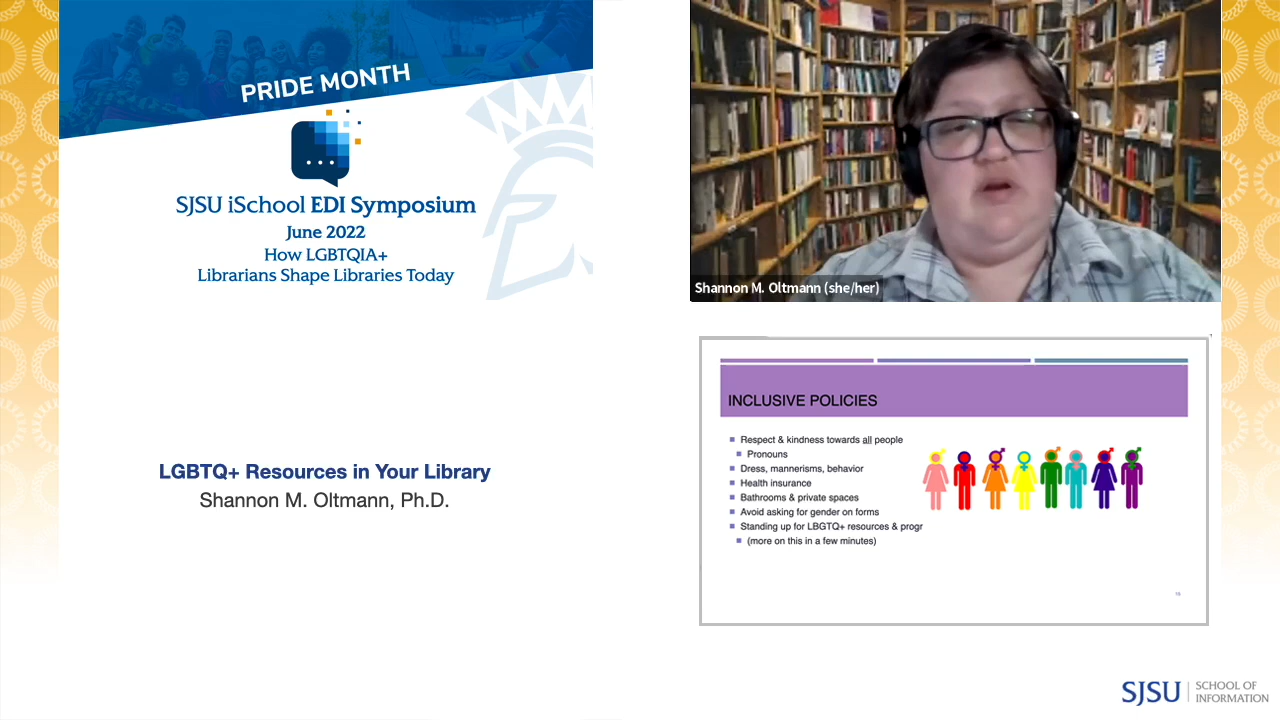 PRIDE MONTH
SJSU iSchool EDI Symposium
June 2022
How LGBTQIA+
Librarians Shape Libraries Today
LGBTQ+ Resources in Your Library
Shannon M. Oltmann, Ph.D.
Shannon M. Oltmann (she/her)
INCLUSIVE POLICIES
Respect & kindness towards all people
Pronouns
Dress, mannerisms, behavior
Health insurance
Bathrooms & private spaces
Avoid asking for gender on forms
Standing up for LBGTQ+ resources & progr
(more on this in a few minutes)
SJSU
SCHOOL OF
INFORMATION